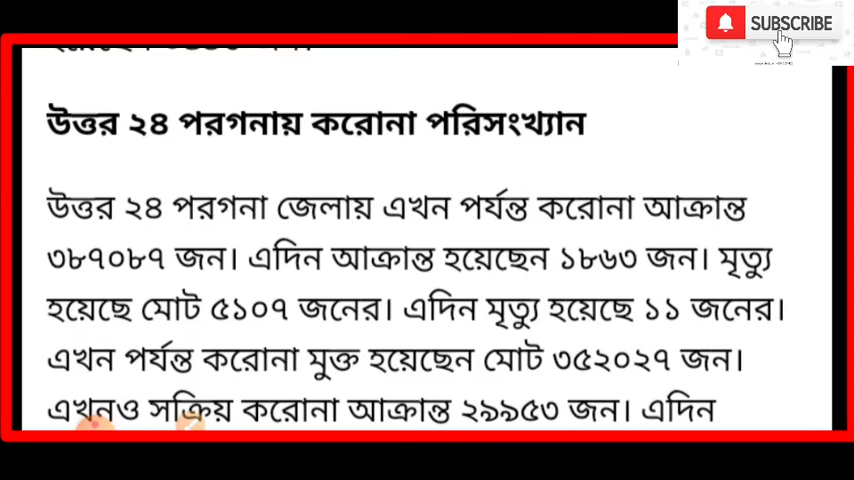 SUBSCRIBE
উত্তর ২৪ পরগনায় করোনা পরিসংখ্যান
উত্তর ২৪ পরগনা জেলায় এখন পর্যন্ত করোনা আক্রান্ত
৩৮৭০৮৭ জন। এদিন আক্রান্ত হয়েছেন ১৮৬৩ জন। মৃত্যু
হয়েছে মোট ৫১০৭ জনের। এদিন মৃত্যু হয়েছে ১১ জনের।
এখন পর্যন্ত করোনা মুক্ত হয়েছেন মোট ৩৫২০২৭ জন।
এখনও সক্রিয় করোনা আক্রান্ত ২৯৯৫৩ জন। এদিন